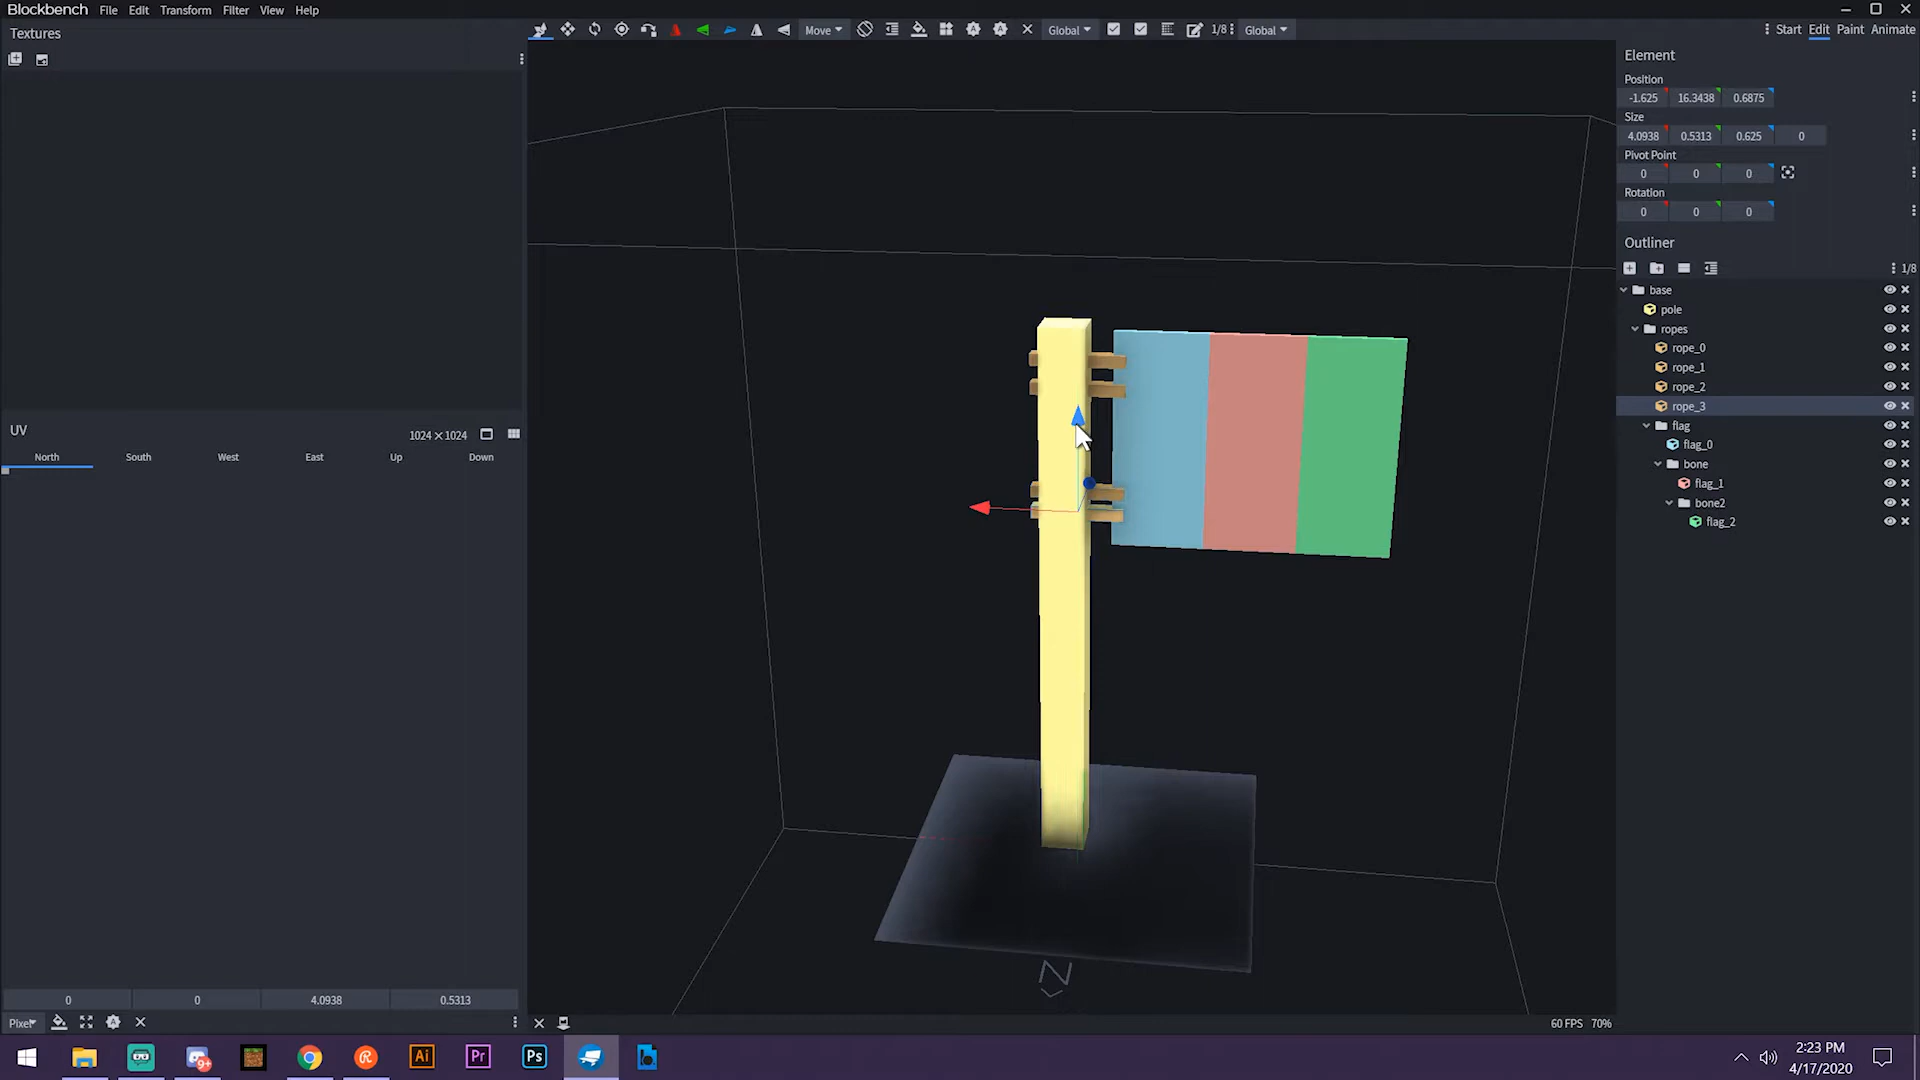 Blockbench File Edit Transform Filter View Help
Textures
Move Global 1/8 Global Start Edit Paint Animate
Element
Position
-1.625 16.3438 0.6875
Size
4.0938 0.5313 0.625 0
Pivot Point
0 0 0
Rotation
0 0 0
Outliner
1/8
base
pole
ropes
rope_0
rope_1
rope_2
rope_3
flag
flag_0
bone
flag_1
bone2
flag_2
UV
1024×1024
North South West East Up Down
N
0 0 4.0938 0.5313
Pixel
60 FPS 70%
9+
Ai Pr Ps
2:23 PM
4/17/2020